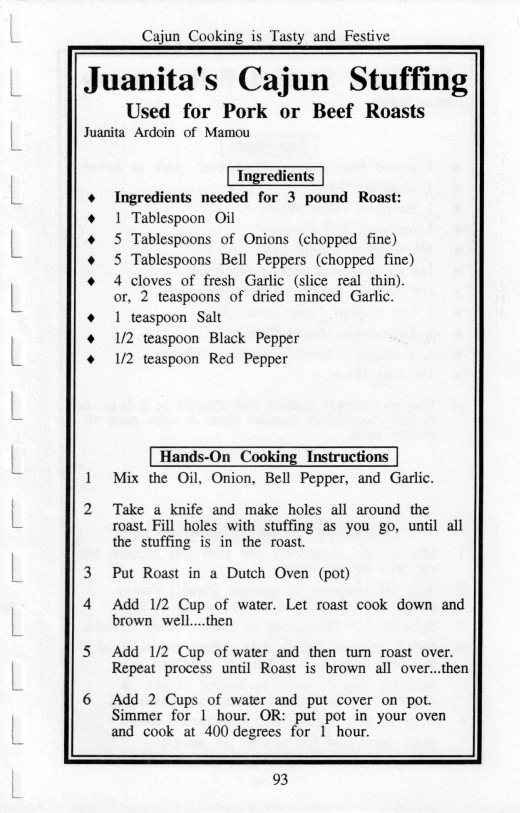 Cajun Cooking is Tasty and Festive
Juanita's Cajun Stuffing
Used for Pork or Beef Roasts
Juanita Ardoin of Mamou
Ingredients
♦ Ingredients needed for 3 pound Roast:
♦ 1 Tablespoon Oil
♦ 5 Tablespoons of Onions (chopped fine)
♦ 5 Tablespoons Bell Peppers (chopped fine)
♦ 4 cloves of fresh Garlic (slice real thin).
or, 2 teaspoons of dried minced Garlic.
♦ 1 teaspoon Salt
♦ 1/2 teaspoon Black Pepper
♦ 1/2 teaspoon Red Pepper
Hands-On Cooking Instructions
1 Mix the Oil, Onion, Bell Pepper, and Garlic.
2 Take a knife and make holes all around the
roast. Fill holes with stuffing as you go, until all
the stuffing is in the roast.
3 Put Roast in a Dutch Oven (pot)
4 Add 1/2 Cup of water. Let roast cook down and
brown well....then
5 Add 1/2 Cup of water and then turn roast over.
Repeat process until Roast is brown all over...then
6 Add 2 Cups of water and put cover on pot.
Simmer for 1 hour. OR: put pot in your oven
and cook at 400 degrees for 1 hour.
93